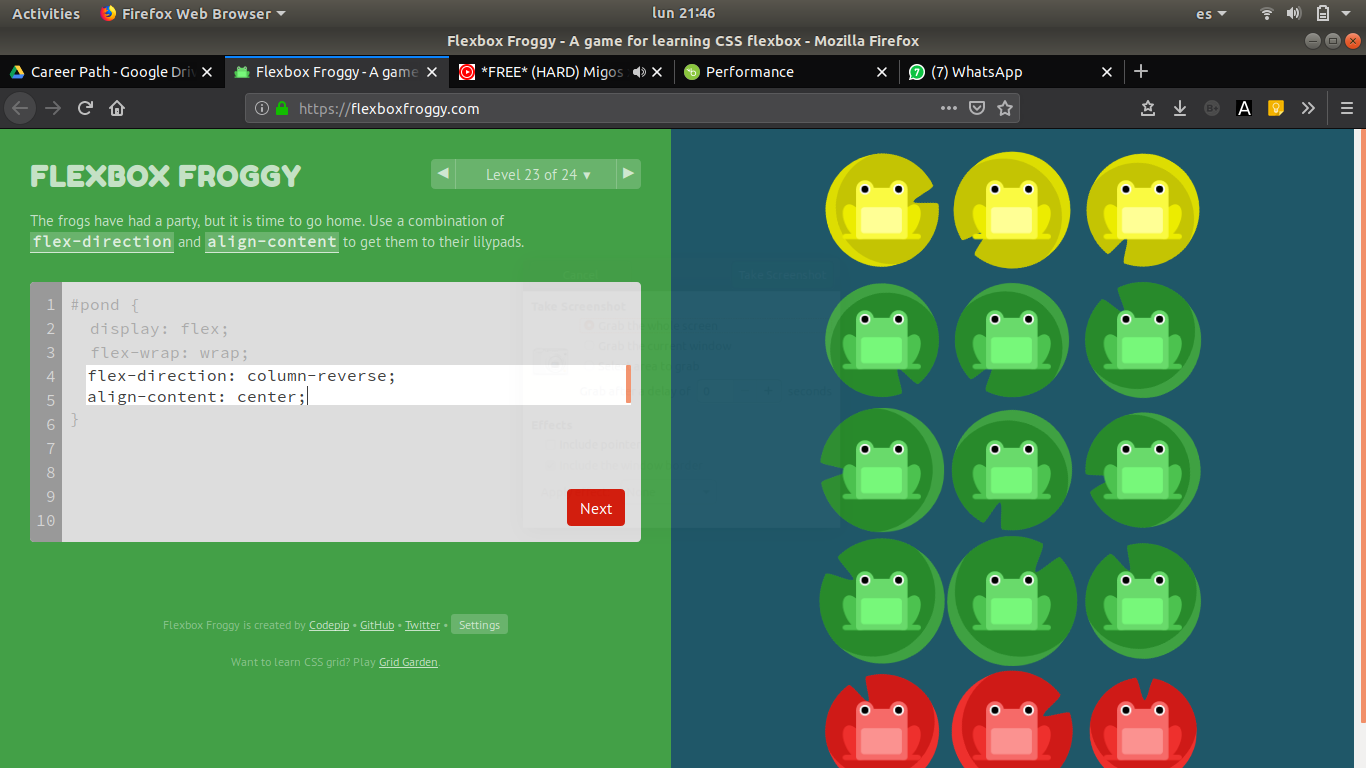 Activities Firefox Web Browser lun 21:46 es
Flexbox Froggy - A game for learning CSS flexbox - Mozilla Firefox
Career Path - Google Driv Flexbox Froggy - A game *FREE* (HARD) Migos Performance (7) WhatsApp
https://flexboxfroggy.com
FLEXBOX FROGGY
Level 23 of 24
The frogs have had a party, but it is time to go home. Use a combination of
flex-direction and align-content to get them to their lilypads.
1 #pond {
2 display: flex;
3 flex-wrap: wrap;
4 flex-direction: column-reverse;
5 align-content: center;
6 }
7
8
9
10
Next
Flexbox Froggy is created by Codepip • GitHub • Twitter • Settings
Want to learn CSS grid? Play Grid Garden.